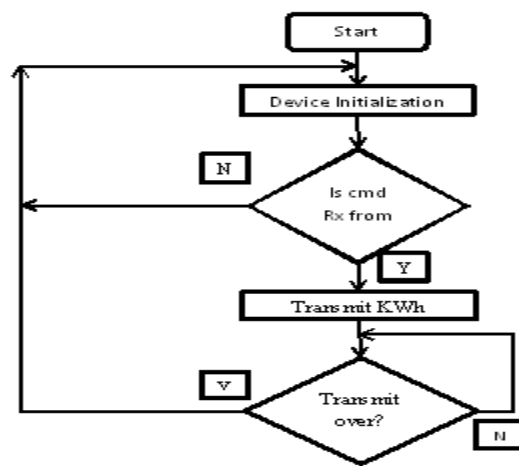 Start
Device Initialization
N
Is cmd
Rx from
Y
Transmit KWh
Y
Transmit
over?
N